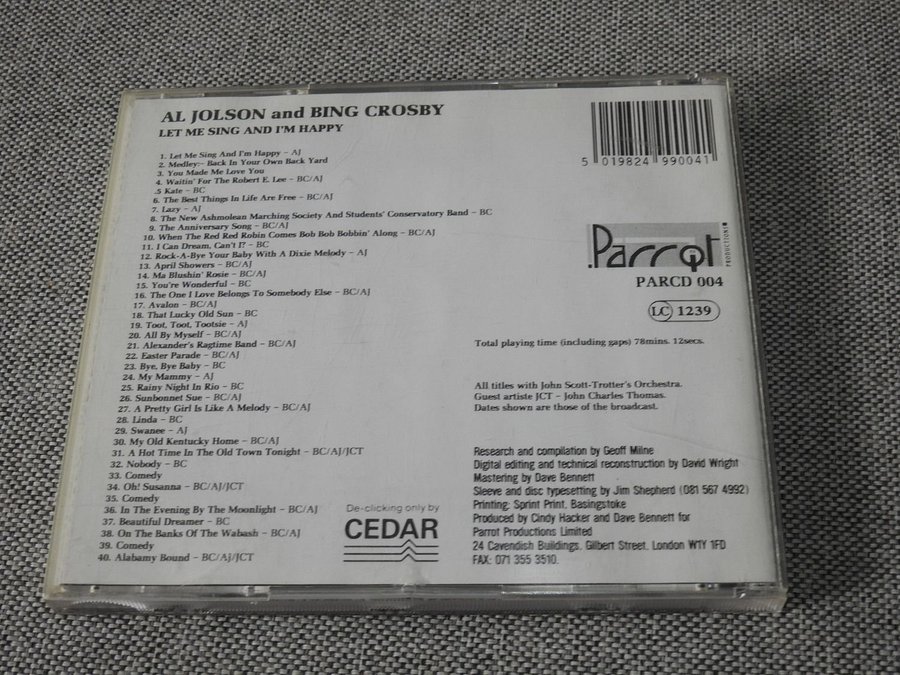 AL JOLSON and BING CROSBY
LET ME SING AND I'M HAPPY
1. Let Me Sing And I'm Happy – AJ
2. Medley:– Back In Your Own Back Yard
3. You Made Me Love You
4. Waitin' For The Robert E. Lee – BC/AJ
.5 Kate – BC
6. The Best Things In Life Are Free – BC/AJ
7. Lazy – AJ
8. The New Ashmolean Marching Society And Students' Conservatory Band – BC
9. The Anniversary Song – BC/AJ
10. When The Red Red Robin Comes Bob Bob Bobbin' Along – BC/AJ
11. I Can Dream, Can't I? – BC
12. Rock-A-Bye Your Baby With A Dixie Melody – AJ
13. April Showers – BC/AJ
14. Ma Blushin' Rosie – BC/AJ
15. You're Wonderful – BC
16. The One I Love Belongs To Somebody Else – BC/AJ
17. Avalon – BC/AJ
18. That Lucky Old Sun – BC
19. Toot, Toot, Tootsie – AJ
20. All By Myself – BC/AJ
21. Alexander's Ragtime Band – BC/AJ
22. Easter Parade – BC/AJ
23. Bye, Bye Baby – BC
24. My Mammy – AJ
25. Rainy Night In Rio – BC
26. Sunbonnet Sue – BC/AJ
27. A Pretty Girl Is Like A Melody – BC/AJ
28. Linda – BC
29. Swanee – AJ
30. My Old Kentucky Home – BC/AJ
31. A Hot Time In The Old Town Tonight – BC/AJ/JCT
32. Nobody – BC
33. Comedy
34. Oh! Susanna – BC/AJ/JCT
35. Comedy
36. In The Evening By The Moonlight – BC/AJ
37. Beautiful Dreamer – BC
38. On The Banks Of The Wabash – BC/AJ
39. Comedy
40. Alabamy Bound – BC/AJ/JCT
De-clicking only by
CEDAR
5 019824 990041
Parrot
PRODUCTIONS
PARCD 004
LC 1239
Total playing time (including gaps) 78mins. 12secs.
All titles with John Scott-Trotter's Orchestra.
Guest artiste JCT – John Charles Thomas.
Dates shown are those of the broadcast.
Research and compilation by Geoff Milne
Digital editing and technical reconstruction by David Wright
Mastering by Dave Bennett
Sleeve and disc typesetting by Jim Shepherd (081 567 4992)
Printing: Sprint Print, Basingstoke
Produced by Cindy Hacker and Dave Bennett for
Parrot Productions Limited
24 Cavendish Buildings, Gilbert Street, London W1Y 1FD
FAX: 071 355 3510.